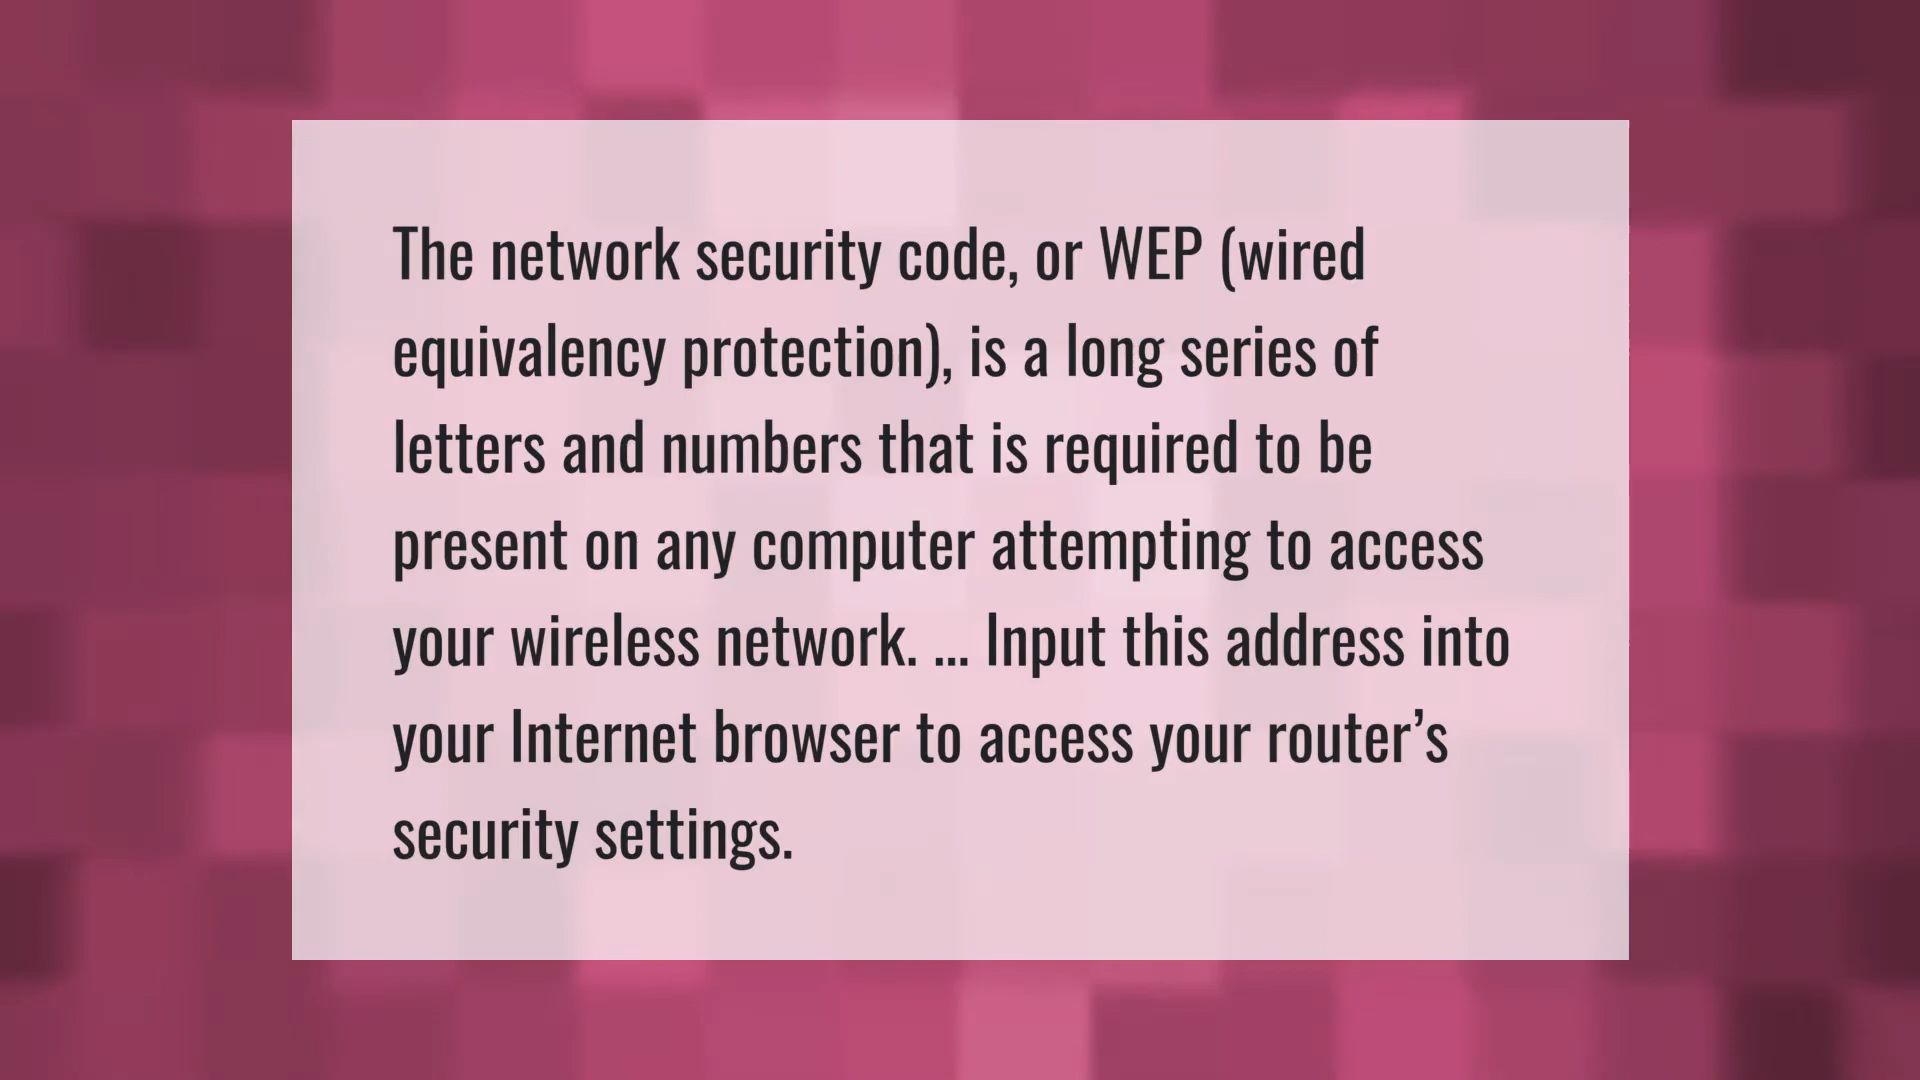 The network security code, or WEP (wired
equivalency protection), is a long series of
letters and numbers that is required to be
present on any computer attempting to access
your wireless network. ... Input this address into
your Internet browser to access your router’s
security settings.